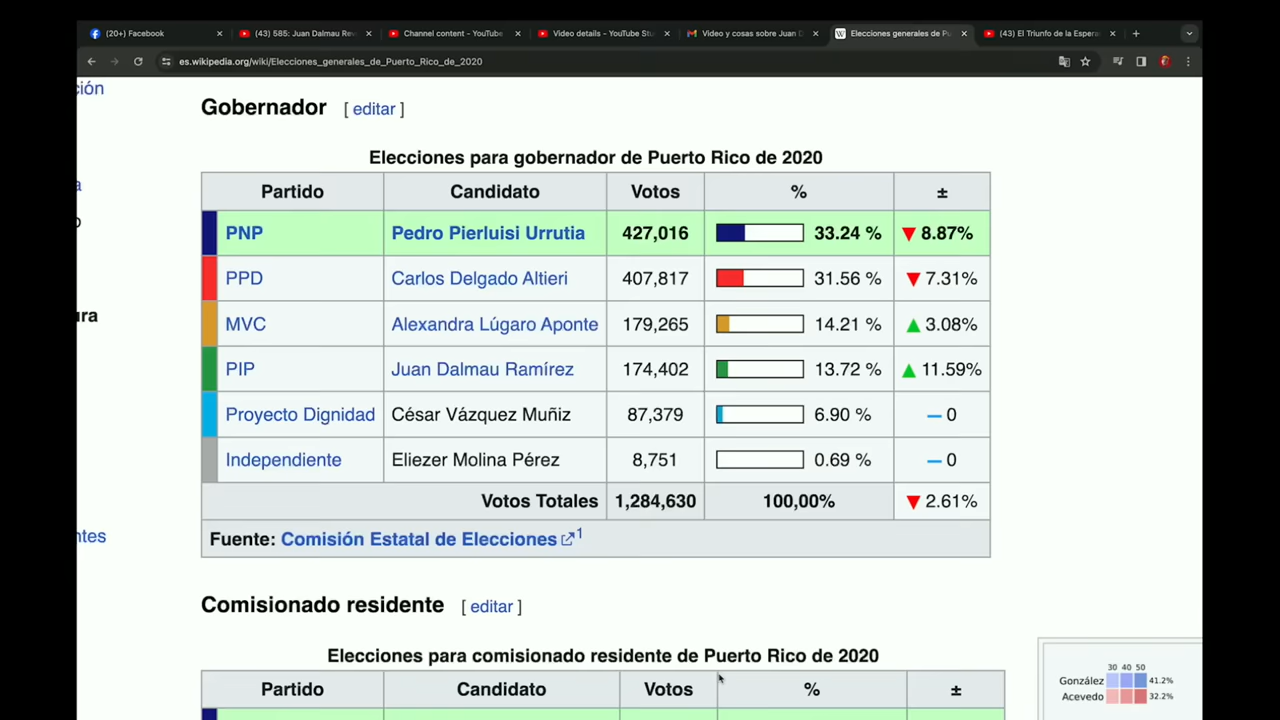 (20+) Facebook
(43) 585: Juan Dalmau Rev
Channel content - YouTube
Video details - YouTube Stu
Video y cosas sobre Juan D
Elecciones generales de Pu
(43) El Triunfo de la Espera
es.wikipedia.org/wiki/Elecciones_generales_de_Puerto_Rico_de_2020
ción
Gobernador [ editar ]
Elecciones para gobernador de Puerto Rico de 2020
Partido Candidato Votos % ±
PNP Pedro Pierluisi Urrutia 427,016 33.24 % ▼ 8.87%
PPD Carlos Delgado Altieri 407,817 31.56 % ▼ 7.31%
MVC Alexandra Lúgaro Aponte 179,265 14.21 % ▲ 3.08%
ura
PIP Juan Dalmau Ramírez 174,402 13.72 % ▲ 11.59%
Proyecto Dignidad César Vázquez Muñiz 87,379 6.90 % – 0
Independiente Eliezer Molina Pérez 8,751 0.69 % – 0
Votos Totales 1,284,630 100,00% ▼ 2.61%
ntes
Fuente: Comisión Estatal de Elecciones 1
Comisionado residente [ editar ]
Elecciones para comisionado residente de Puerto Rico de 2020
Partido Candidato Votos % ±
30 40 50
González 41.2%
Acevedo 32.2%